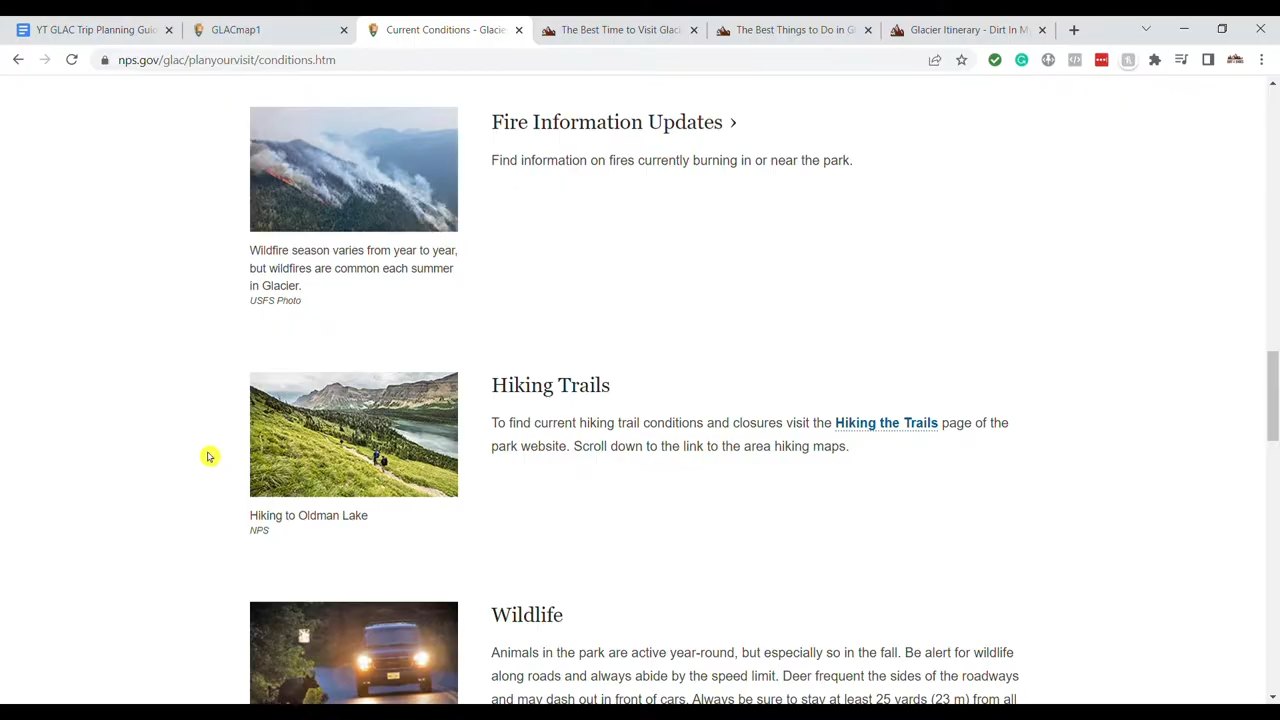 YT GLAC Trip Planning Guid
GLACmap1
Current Conditions - Glacie
The Best Time to Visit Glaci
The Best Things to Do in Gl
Glacier Itinerary - Dirt In M
nps.gov/glac/planyourvisit/conditions.htm
Fire Information Updates ›
Find information on fires currently burning in or near the park.
Wildfire season varies from year to year,
but wildfires are common each summer
in Glacier.
USFS Photo
Hiking Trails
To find current hiking trail conditions and closures visit the Hiking the Trails page of the
park website. Scroll down to the link to the area hiking maps.
Hiking to Oldman Lake
NPS
Wildlife
Animals in the park are active year-round, but especially so in the fall. Be alert for wildlife
along roads and always abide by the speed limit. Deer frequent the sides of the roadways
and may dash out in front of cars. Always be sure to stay at least 25 yards (23 m) from all